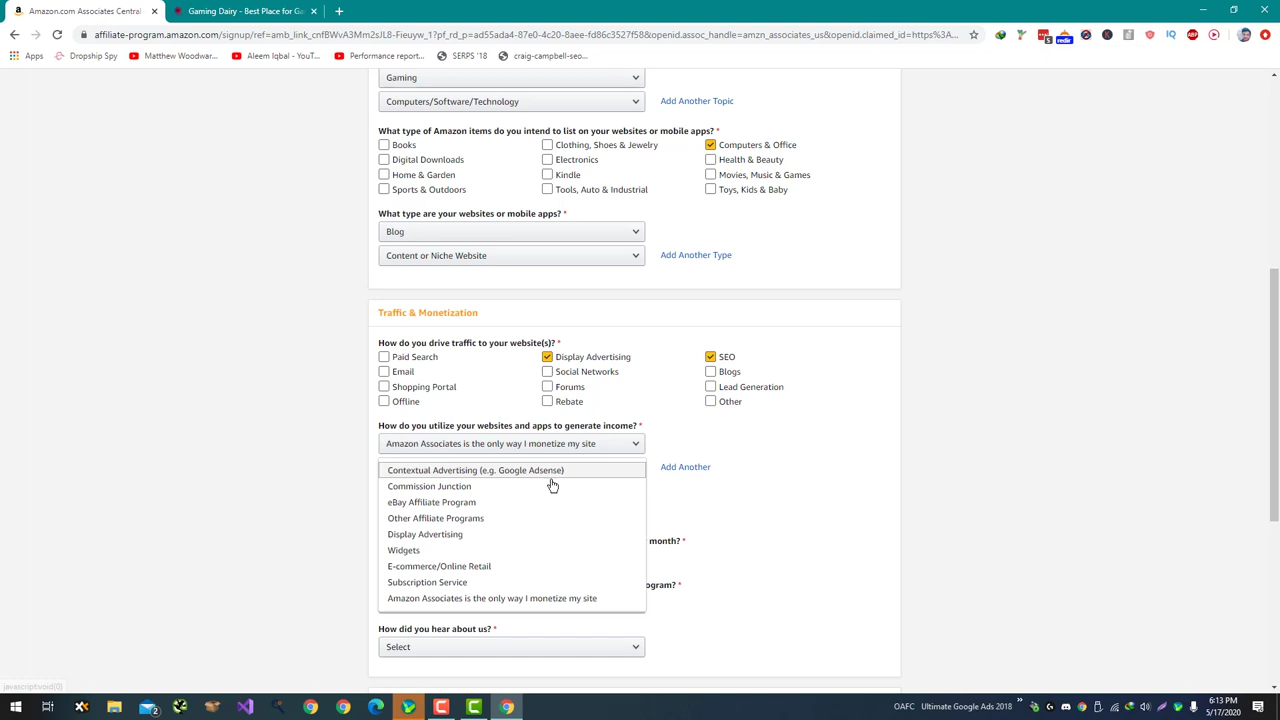 Amazon.com Associates Central
Gaming Dairy - Best Place for Ga
affiliate-program.amazon.com/signup/ref=amb_link_cnfBWvA3Mm2sJL8-Fieuyw_1?pf_rd_p=ad55ada4-87e0-4c20-8aee-fd86c3527f58&openid.assoc_handle=amzn_associates_us&openid.claimed_id=https%3A...
Apps
Dropship Spy
Matthew Woodwar...
Aleem Iqbal - YouT...
Performance report...
SERPS '18
craig-campbell-seo...
Gaming
Computers/Software/Technology
Add Another Topic
What type of Amazon items do you intend to list on your websites or mobile apps? *
Books
Clothing, Shoes & Jewelry
Computers & Office
Digital Downloads
Electronics
Health & Beauty
Home & Garden
Kindle
Movies, Music & Games
Sports & Outdoors
Tools, Auto & Industrial
Toys, Kids & Baby
What type are your websites or mobile apps? *
Blog
Content or Niche Website
Add Another Type
Traffic & Monetization
How do you drive traffic to your website(s)? *
Paid Search
Display Advertising
SEO
Email
Social Networks
Blogs
Shopping Portal
Forums
Lead Generation
Offline
Rebate
Other
How do you utilize your websites and apps to generate income? *
Amazon Associates is the only way I monetize my site
Add Another
Contextual Advertising (e.g. Google Adsense)
Commission Junction
eBay Affiliate Program
Other Affiliate Programs
Display Advertising
month? *
Widgets
E-commerce/Online Retail
Subscription Service
ogram? *
Amazon Associates is the only way I monetize my site
How did you hear about us? *
Select
javascript:void(0)
OAFC
Ultimate Google Ads 2018
6:13 PM
5/17/2020